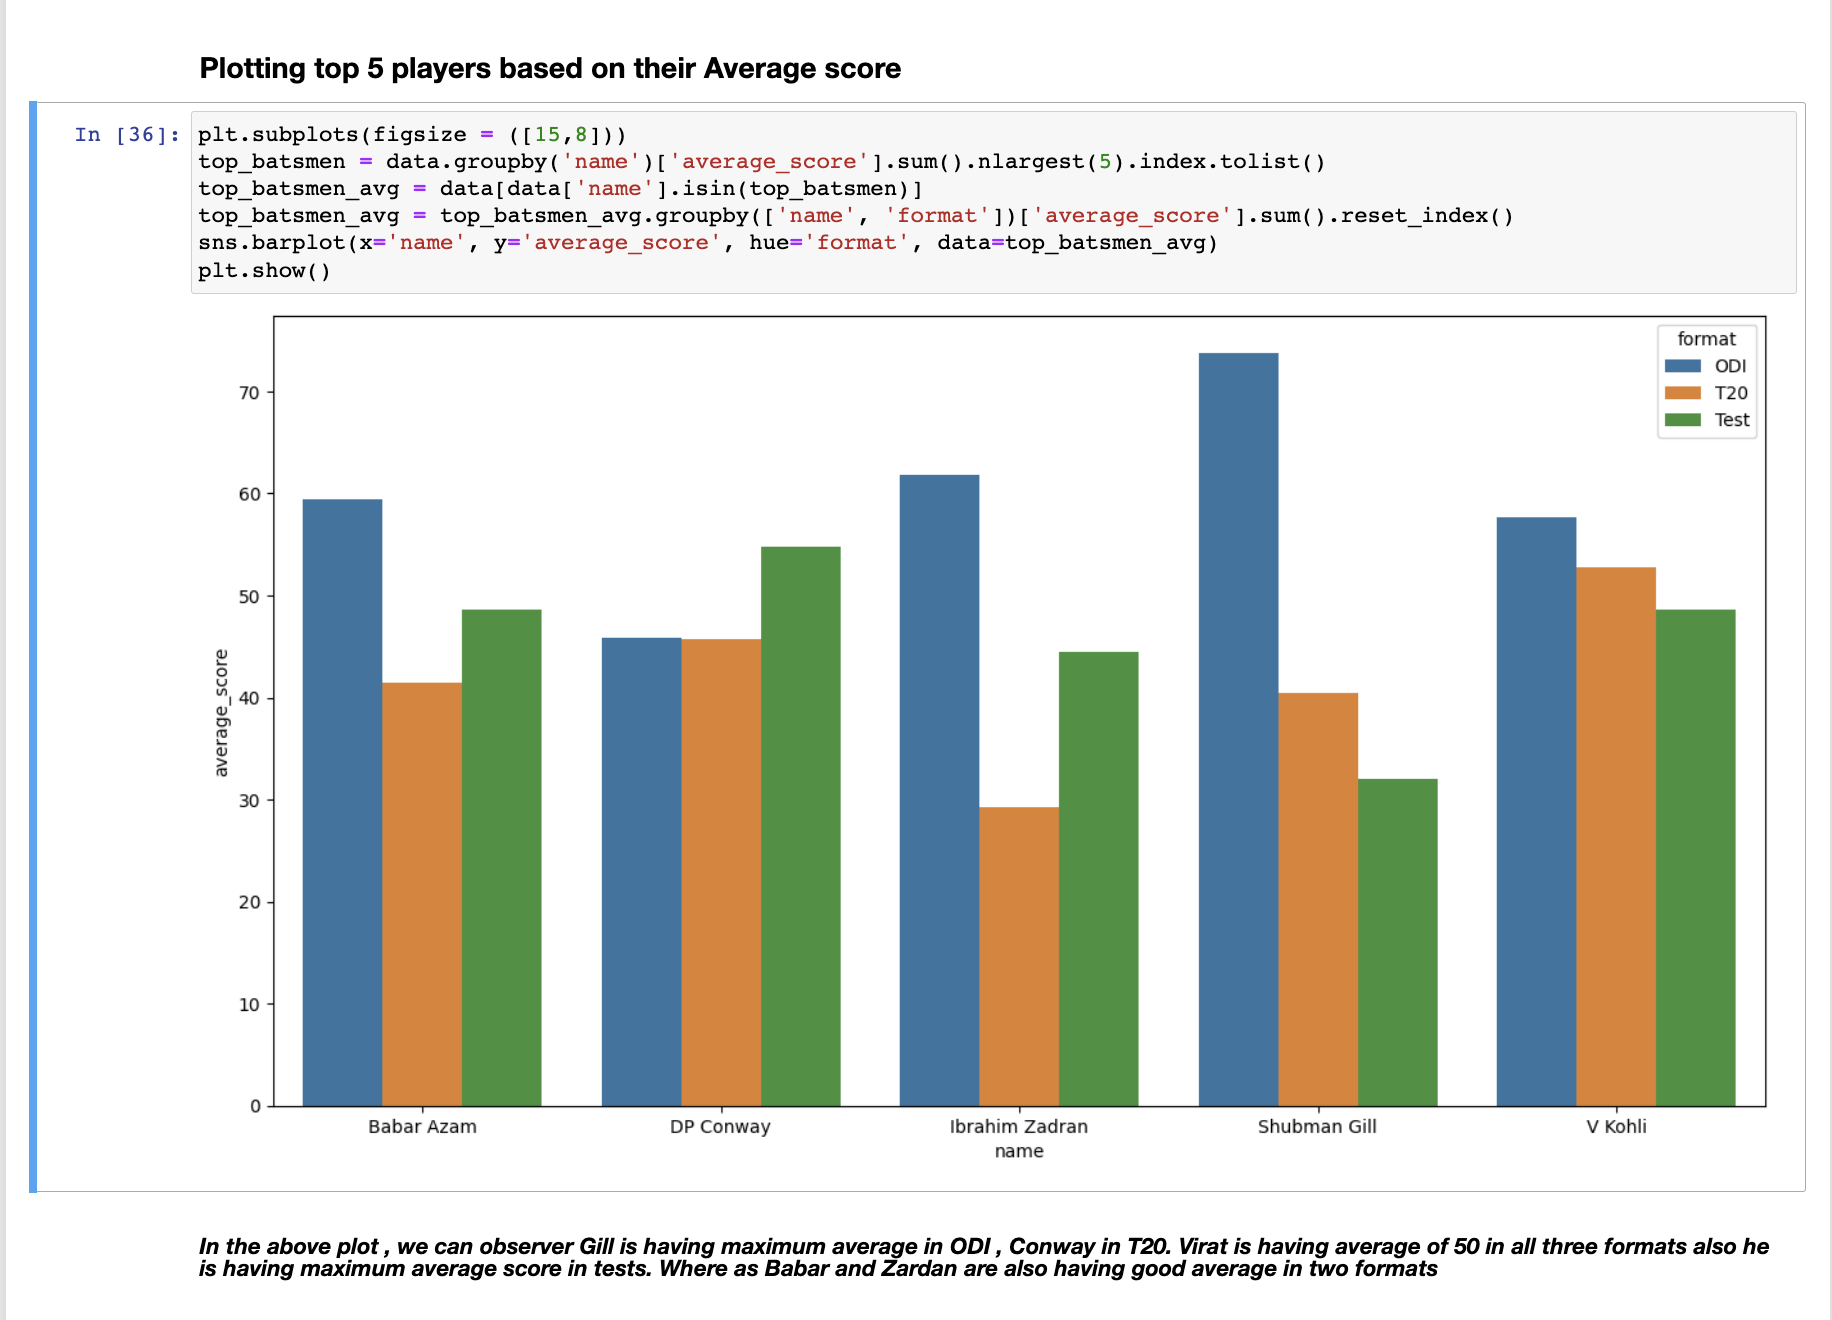 Plotting top 5 players based on their Average score
In [36]:
plt.subplots(figsize = ([15,8]))
top_batsmen = data.groupby('name')['average_score'].sum().nlargest(5).index.tolist()
top_batsmen_avg = data[data['name'].isin(top_batsmen)]
top_batsmen_avg = top_batsmen_avg.groupby(['name', 'format'])['average_score'].sum().reset_index()
sns.barplot(x='name', y='average_score', hue='format', data=top_batsmen_avg)
plt.show()
format
ODI
T20
Test
70
60
50
40
30
20
10
0
average_score
Babar Azam
DP Conway
Ibrahim Zadran
Shubman Gill
V Kohli
name
In the above plot , we can observer Gill is having maximum average in ODI , Conway in T20. Virat is having average of 50 in all three formats also he
is having maximum average score in tests. Where as Babar and Zardan are also having good average in two formats